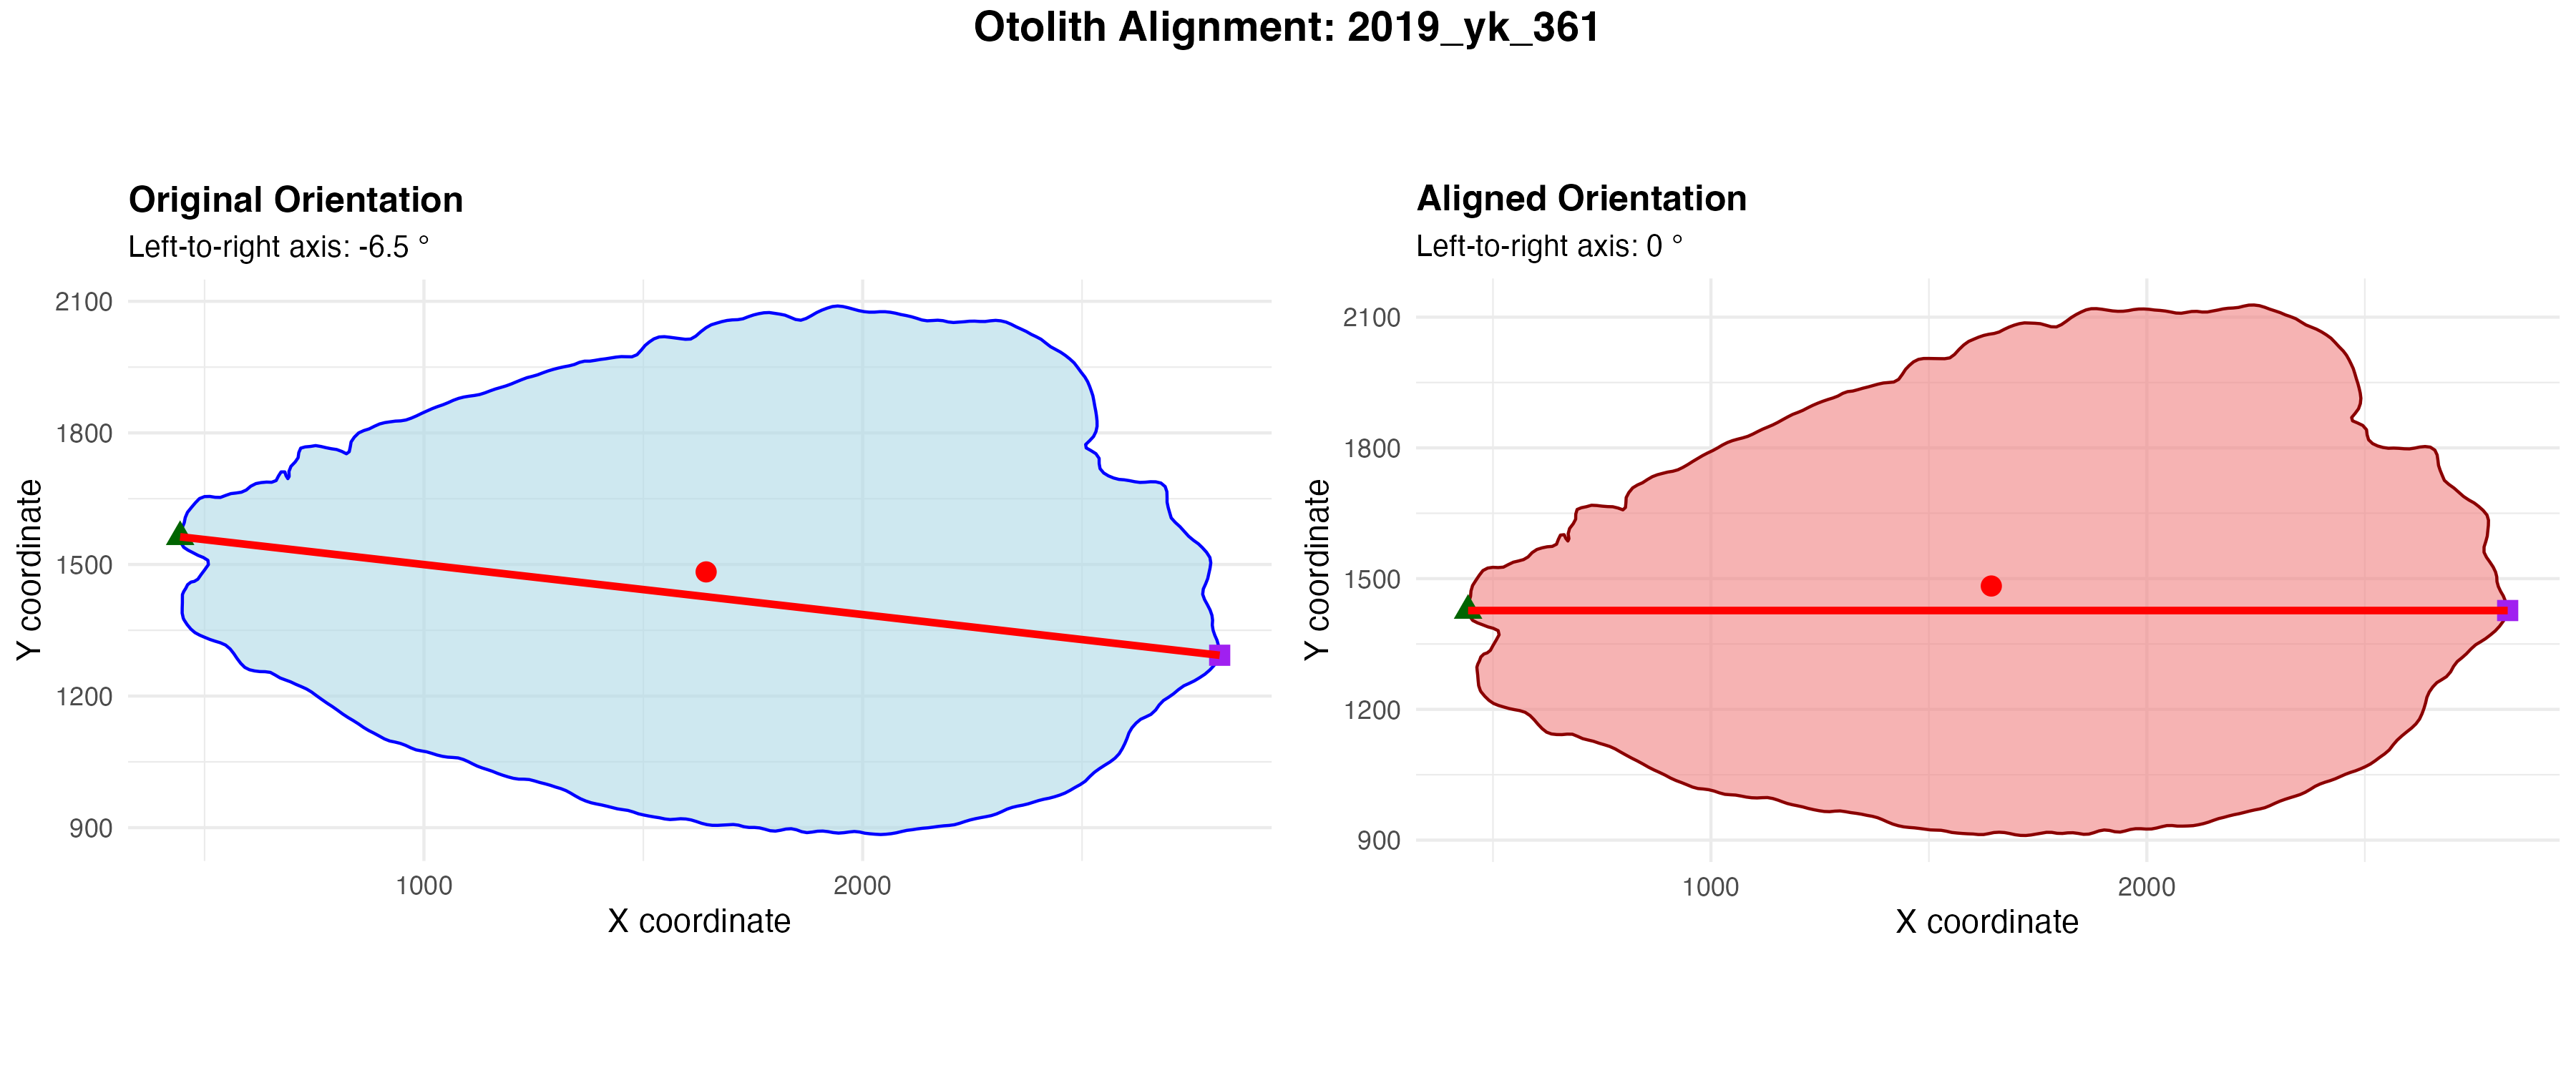 Otolith Alignment: 2019_yk_361
Original Orientation
Left-to-right axis: -6.5 °
2100
1800
1500
1200
900
Y coordinate
1000
2000
X coordinate
Aligned Orientation
Left-to-right axis: 0 °
2100
1800
1500
1200
900
Y coordinate
1000
2000
X coordinate